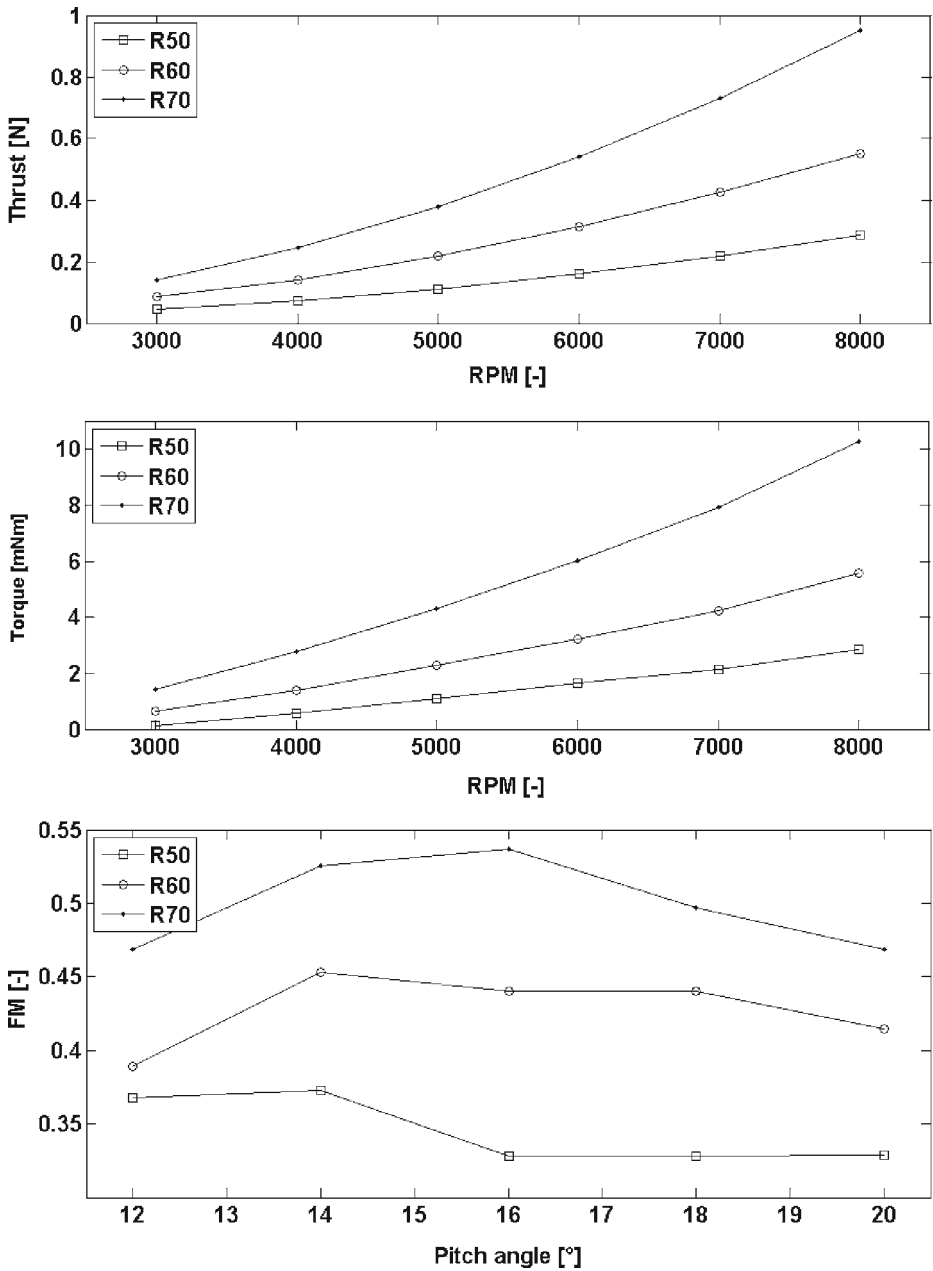 1
0.8
0.6
0.4
0.2
0
Thrust [N]
R50
R60
R70
3000 4000 5000 6000 7000 8000
RPM [-]
10
8
6
4
2
0
Torque [mNm]
R50
R60
R70
3000 4000 5000 6000 7000 8000
RPM [-]
0.55
0.5
0.45
0.4
0.35
FM [-]
R50
R60
R70
12 13 14 15 16 17 18 19 20
Pitch angle [°]